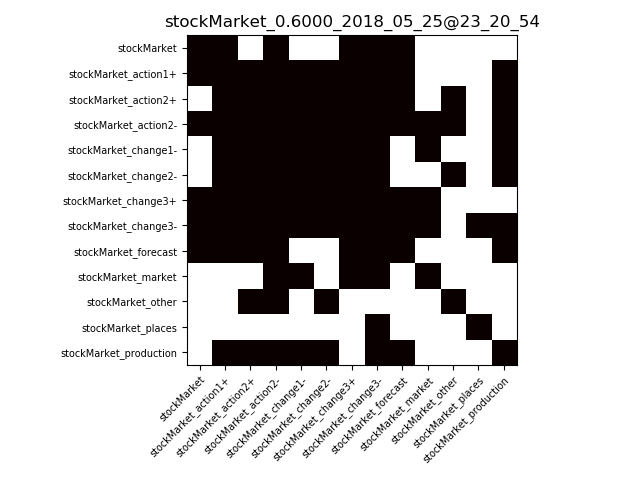 stockMarket_0.6000_2018_05_25@23_20_54
stockMarket
stockMarket_action1+
stockMarket_action2+
stockMarket_action2-
stockMarket_change1-
stockMarket_change2-
stockMarket_change3+
stockMarket_change3-
stockMarket_forecast
stockMarket_market
stockMarket_other
stockMarket_places
stockMarket_production
stockMarket
stockMarket_action1+
stockMarket_action2+
stockMarket_action2-
stockMarket_change1-
stockMarket_change2-
stockMarket_change3+
stockMarket_change3-
stockMarket_forecast
stockMarket_market
stockMarket_other
stockMarket_places
stockMarket_production